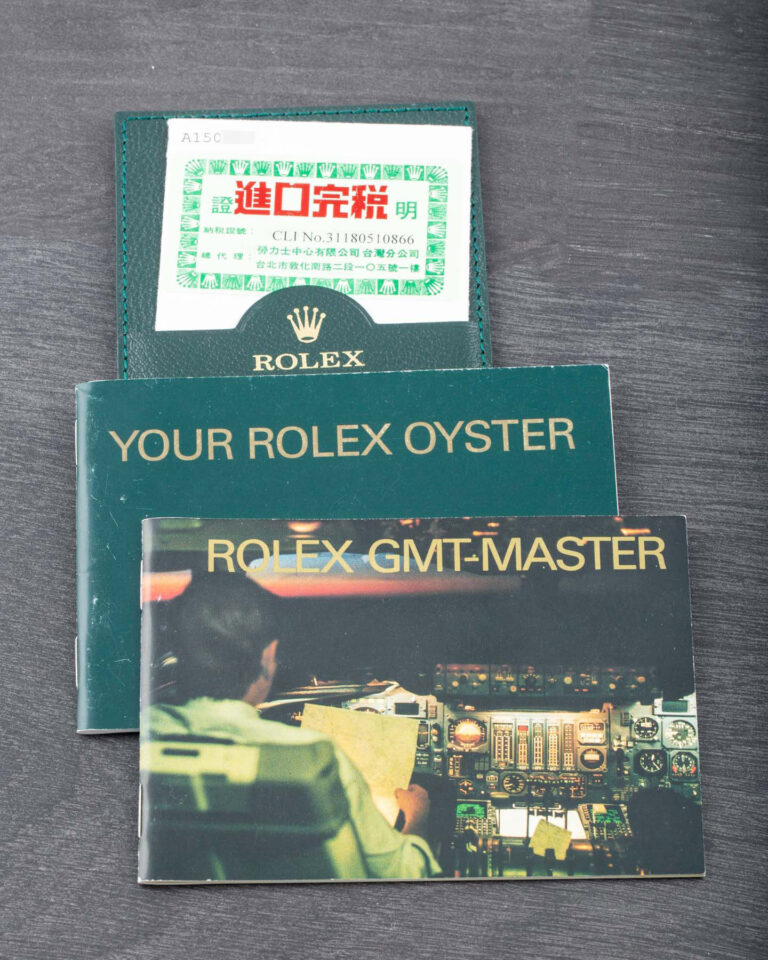 A150
證 進口完稅 明
納稅證號：
CLI No.31180510866
總代理：勞力士中心有限公司台灣分公司
台北市敦化南路二段一〇五號一樓
ROLEX
YOUR ROLEX OYSTER
ROLEX GMT-MASTER